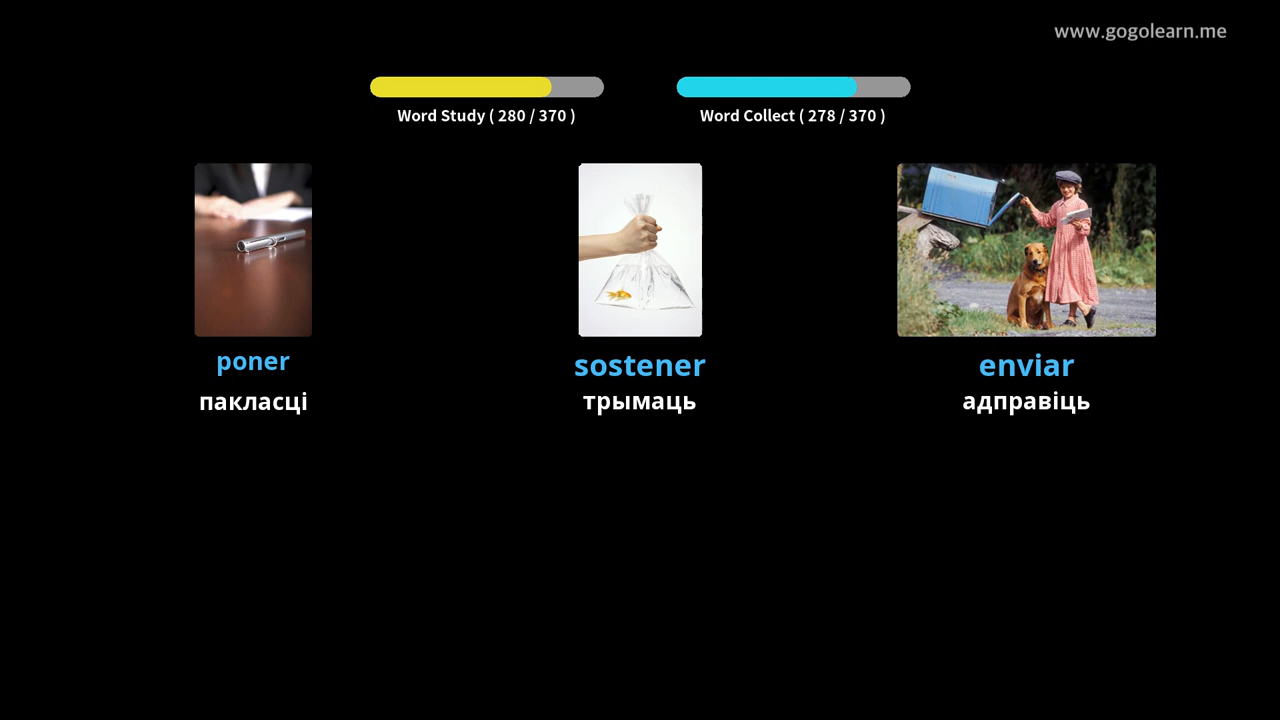 www.gogolearn.me
Word Study ( 280 / 370 )
Word Collect ( 278 / 370 )
poner
пакласці
sostener
трымаць
enviar
адправіць